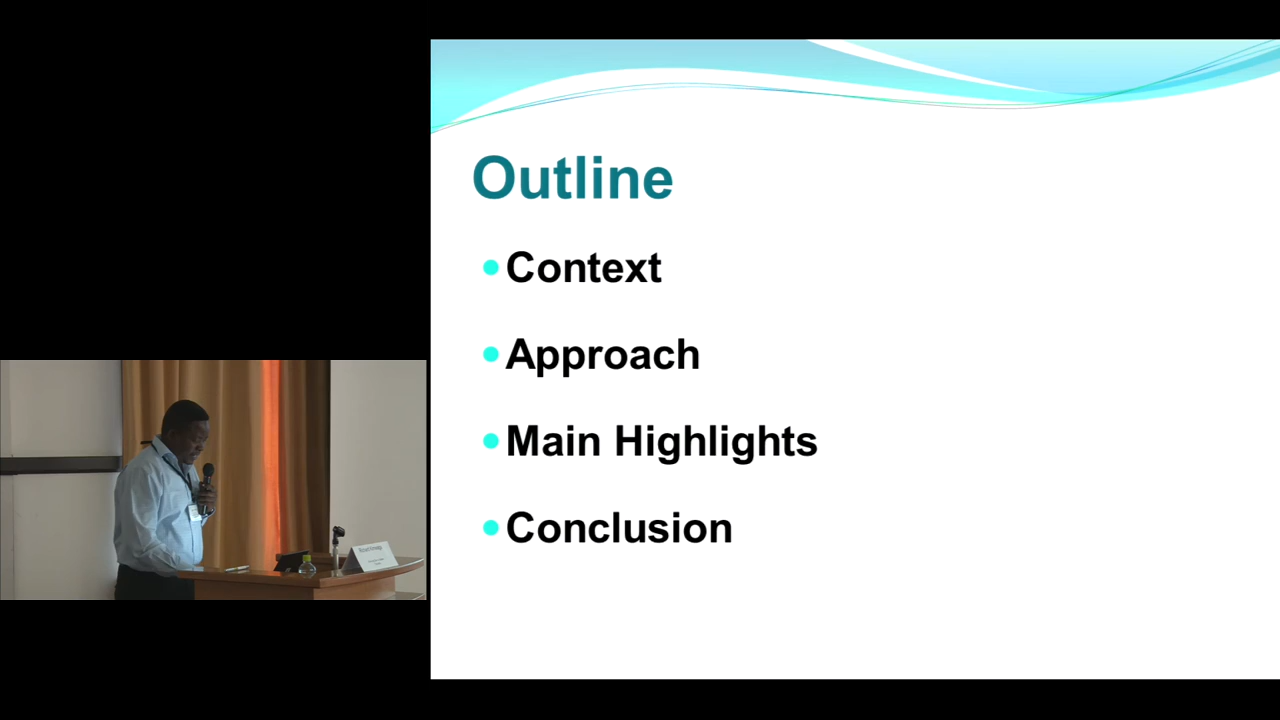 Outline
Context
Approach
Main Highlights
Conclusion